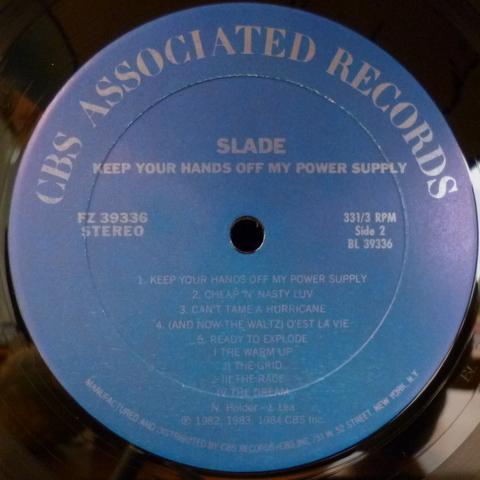 CBS ASSOCIATED RECORDS
SLADE
KEEP YOUR HANDS OFF MY POWER SUPPLY
FZ 39336
STEREO
331/3 RPM
Side 2
BL 39336
1. KEEP YOUR HANDS OFF MY POWER SUPPLY
2. CHEAP 'N' NASTY LUV
3. CAN'T TAME A HURRICANE
4. (AND NOW-THE WALTZ) C'EST LA VIE
5. READY TO EXPLODE
I THE WARM UP
II THE GRID
III THE RACE
IV THE DREAM
N. Holder - J. Lea
℗ 1982, 1983, 1984 CBS Inc.
MANUFACTURED AND DISTRIBUTED BY CBS RECORDS-CBS INC./51 W. 52 STREET, NEW YORK, N.Y.